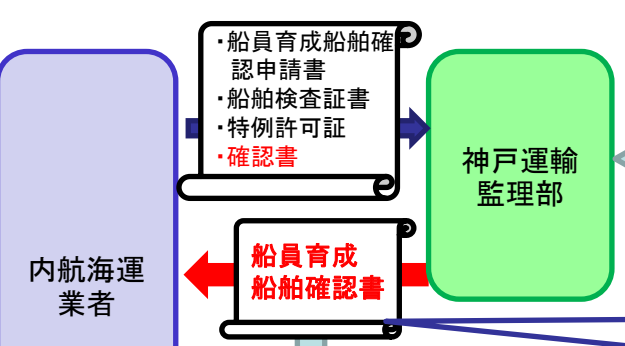 ・船員育成船舶確
認申請書
・船舶検査証書
・特例許可証
・確認書
神戸運輸
監理部
船員育成
船舶確認書
内航海運
業者